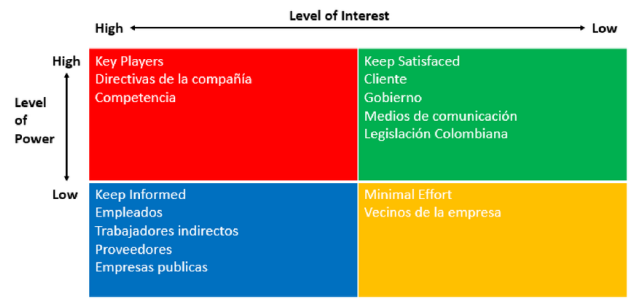 Level of Interest
High
Low
High
Level
of
Power
Low
Key Players
Directivas de la compañía
Competencia
Keep Satisfaced
Cliente
Gobierno
Medios de comunicación
Legislación Colombiana
Keep Informed
Empleados
Trabajadores indirectos
Proveedores
Empresas publicas
Minimal Effort
Vecinos de la empresa